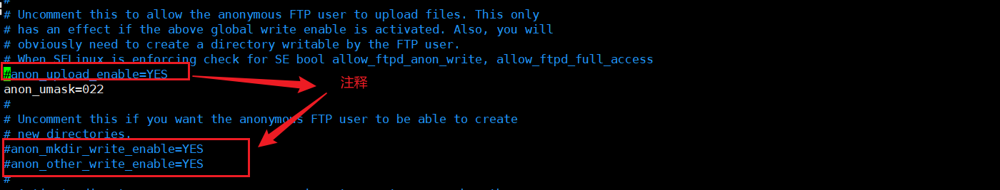 #
# Uncomment this to allow the anonymous FTP user to upload files. This only
# has an effect if the above global write enable is activated. Also, you will
# obviously need to create a directory writable by the FTP user.
# When SELinux is enforcing check for SE bool allow_ftpd_anon_write, allow_ftpd_full_access
#anon_upload_enable=YES
注释
anon_umask=022
#
# Uncomment this if you want the anonymous FTP user to be able to create
# new directories.
#anon_mkdir_write_enable=YES
#anon_other_write_enable=YES
#